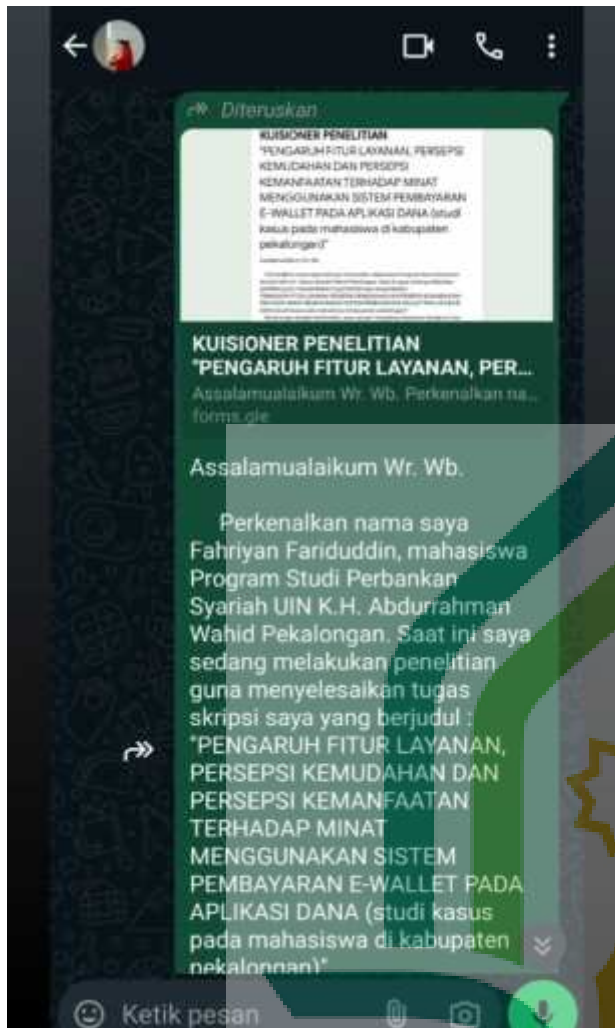 Diteruskan
KUISIONER PENELITIAN
"PENGARUH FITUR LAYANAN, PERSEPSI
KEMUDAHAN DAN PERSEPSI
KEMANFAATAN TERHADAP MINAT
MENGGUNAKAN SISTEM PEMBAYARAN
E-WALLET PADA APLIKASI DANA (studi
kasus pada mahasiswa di kabupaten
pekalongan)"
KUISIONER PENELITIAN
"PENGARUH FITUR LAYANAN, PER...
Assalamualaikum Wr. Wb. Perkenalkan na...
forms.gle
Assalamualaikum Wr. Wb.
Perkenalkan nama saya
Fahriyan Fariduddin, mahasiswa
Program Studi Perbankan
Syariah UIN K.H. Abdurrahman
Wahid Pekalongan. Saat ini saya
sedang melakukan penelitian
guna menyelesaikan tugas
skripsi saya yang berjudul :
"PENGARUH FITUR LAYANAN,
PERSEPSI KEMUDAHAN DAN
PERSEPSI KEMANFAATAN
TERHADAP MINAT
MENGGUNAKAN SISTEM
PEMBAYARAN E-WALLET PADA
APLIKASI DANA (studi kasus
pada mahasiswa di kabupaten
pekalongan)"
Ketik pesan